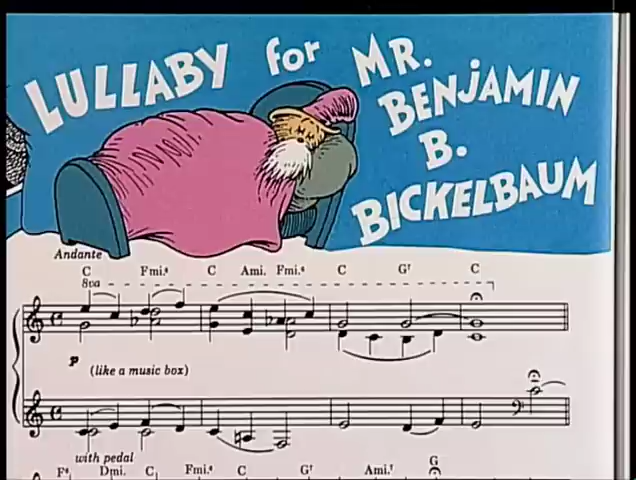 LULLABY for MR.
BENJAMIN
B.
BICKELBAUM
Andante
C Fmi.6 C Ami. Fmi.6 C G7 C
8va
p (like a music box)
with pedal
F6 Dmi. C Fmi.6 C G7 Ami.7 G